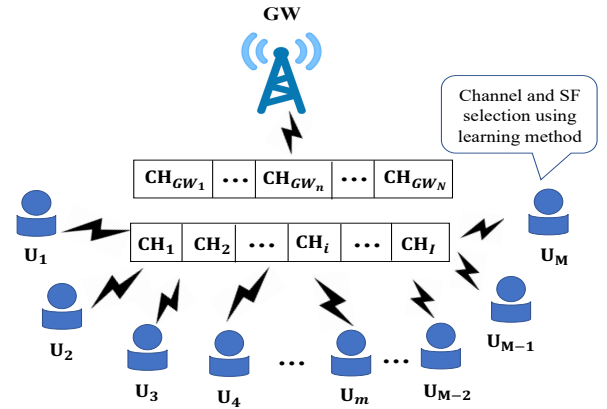 GW
Channel and SF
selection using
learning method
CH_{GW_1} ... CH_{GW_n} ... CH_{GW_N}
CH_1 CH_2 ... CH_i ... CH_I
U_1
U_M
U_2
U_{M-1}
U_3
U_4
...
U_m
...
U_{M-2}